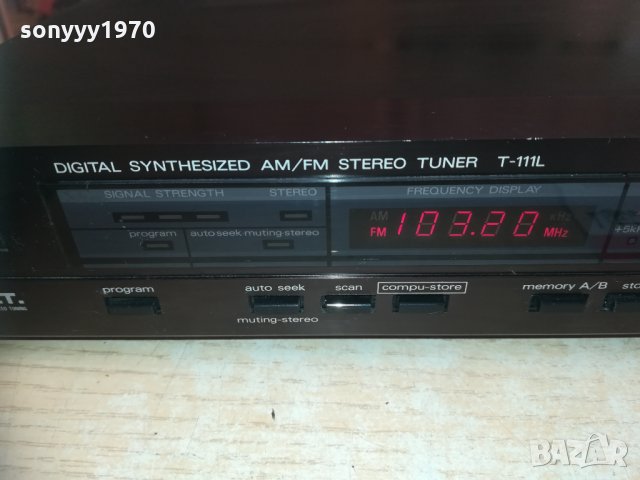 sonyyy1970
DIGITAL SYNTHESIZED AM/FM STEREO TUNER T-111L
SIGNAL STRENGTH STEREO FREQUENCY DISPLAY
AM kHz
FM 103.20 MHz
program auto seek·muting·stereo
.T.
program auto seek scan compu-store memory A/B
muting-stereo
BAZAR